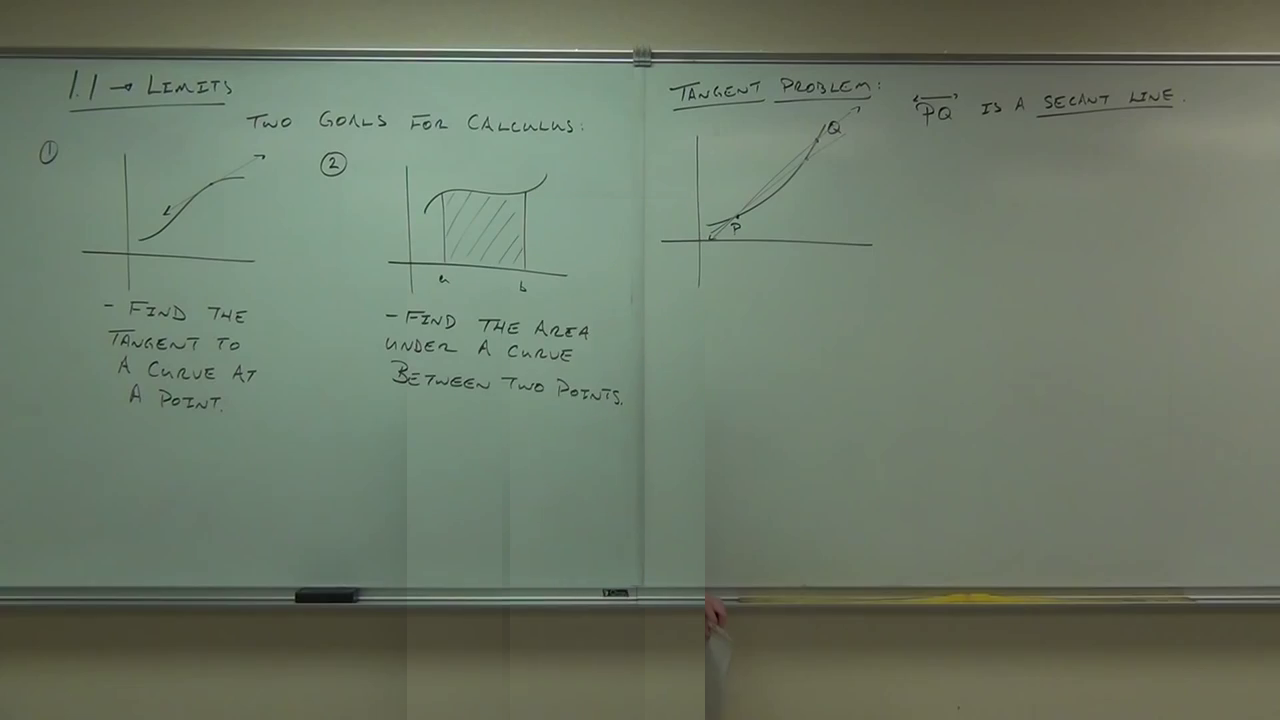 1.1 → LIMITS
TWO GOALS FOR CALCULUS:
①
②
a
b
- FIND THE
TANGENT TO
A CURVE AT
A POINT.
- FIND THE AREA
UNDER A CURVE
BETWEEN TWO POINTS.
TANGENT PROBLEM:
Q
P
PQ IS A SECANT LINE.